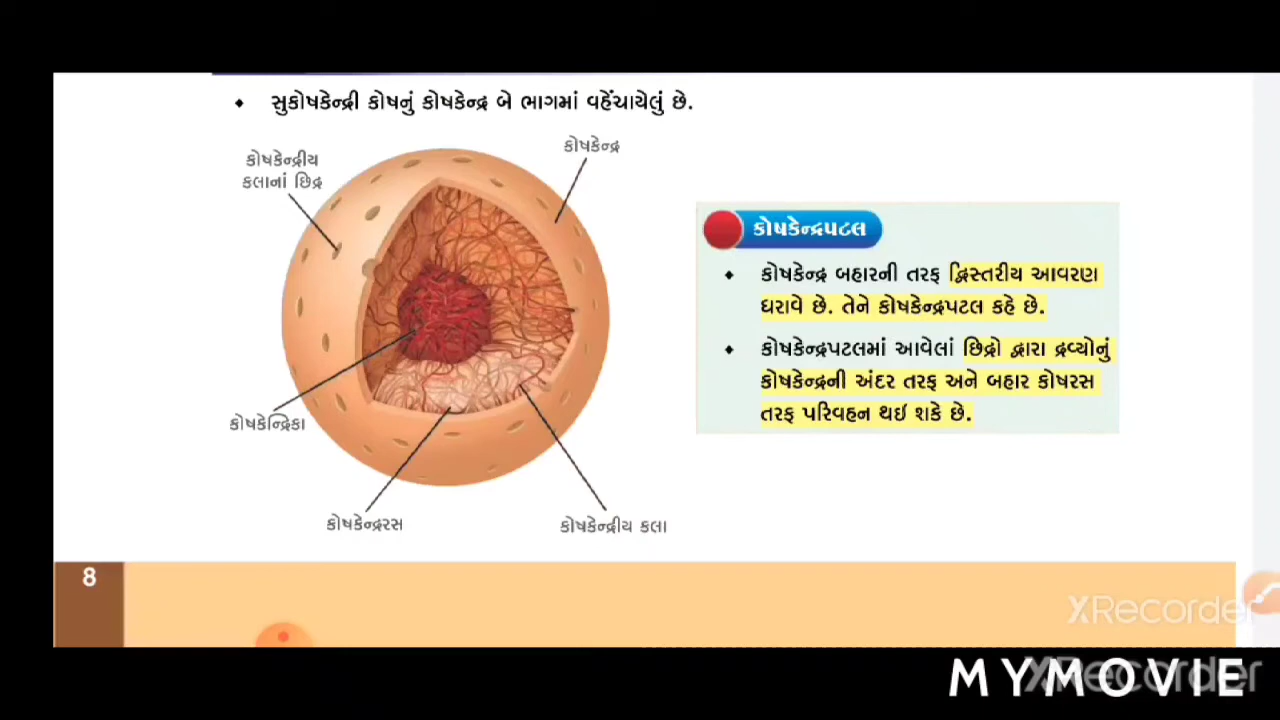 સુકોષકેન્દ્રી કોષનું કોષકેન્દ્ર બે ભાગમાં વહેંચાયેલું છે.
કોષકેન્દ્રીય
કલાનાં છિદ્ર
કોષકેન્દ્ર
કોષકેન્દ્રિકા
કોષકેન્દ્રરસ
કોષકેન્દ્રીય કલા
કોષકેન્દ્રપટલ
કોષકેન્દ્ર બહારની તરફ દ્વિસ્તરીય આવરણ
ધરાવે છે. તેને કોષકેન્દ્રપટલ કહે છે.
કોષકેન્દ્રપટલમાં આવેલાં છિદ્રો દ્વારા દ્રવ્યોનું
કોષકેન્દ્રની અંદર તરફ અને બહાર કોષરસ
તરફ પરિવહન થઈ શકે છે.
8
XRecorder
MYMOVIE
XRecorder